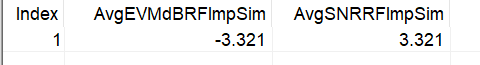 Index AvgEVMdBRFImpSim AvgSNRRFImpSim
1 -3.321 3.321